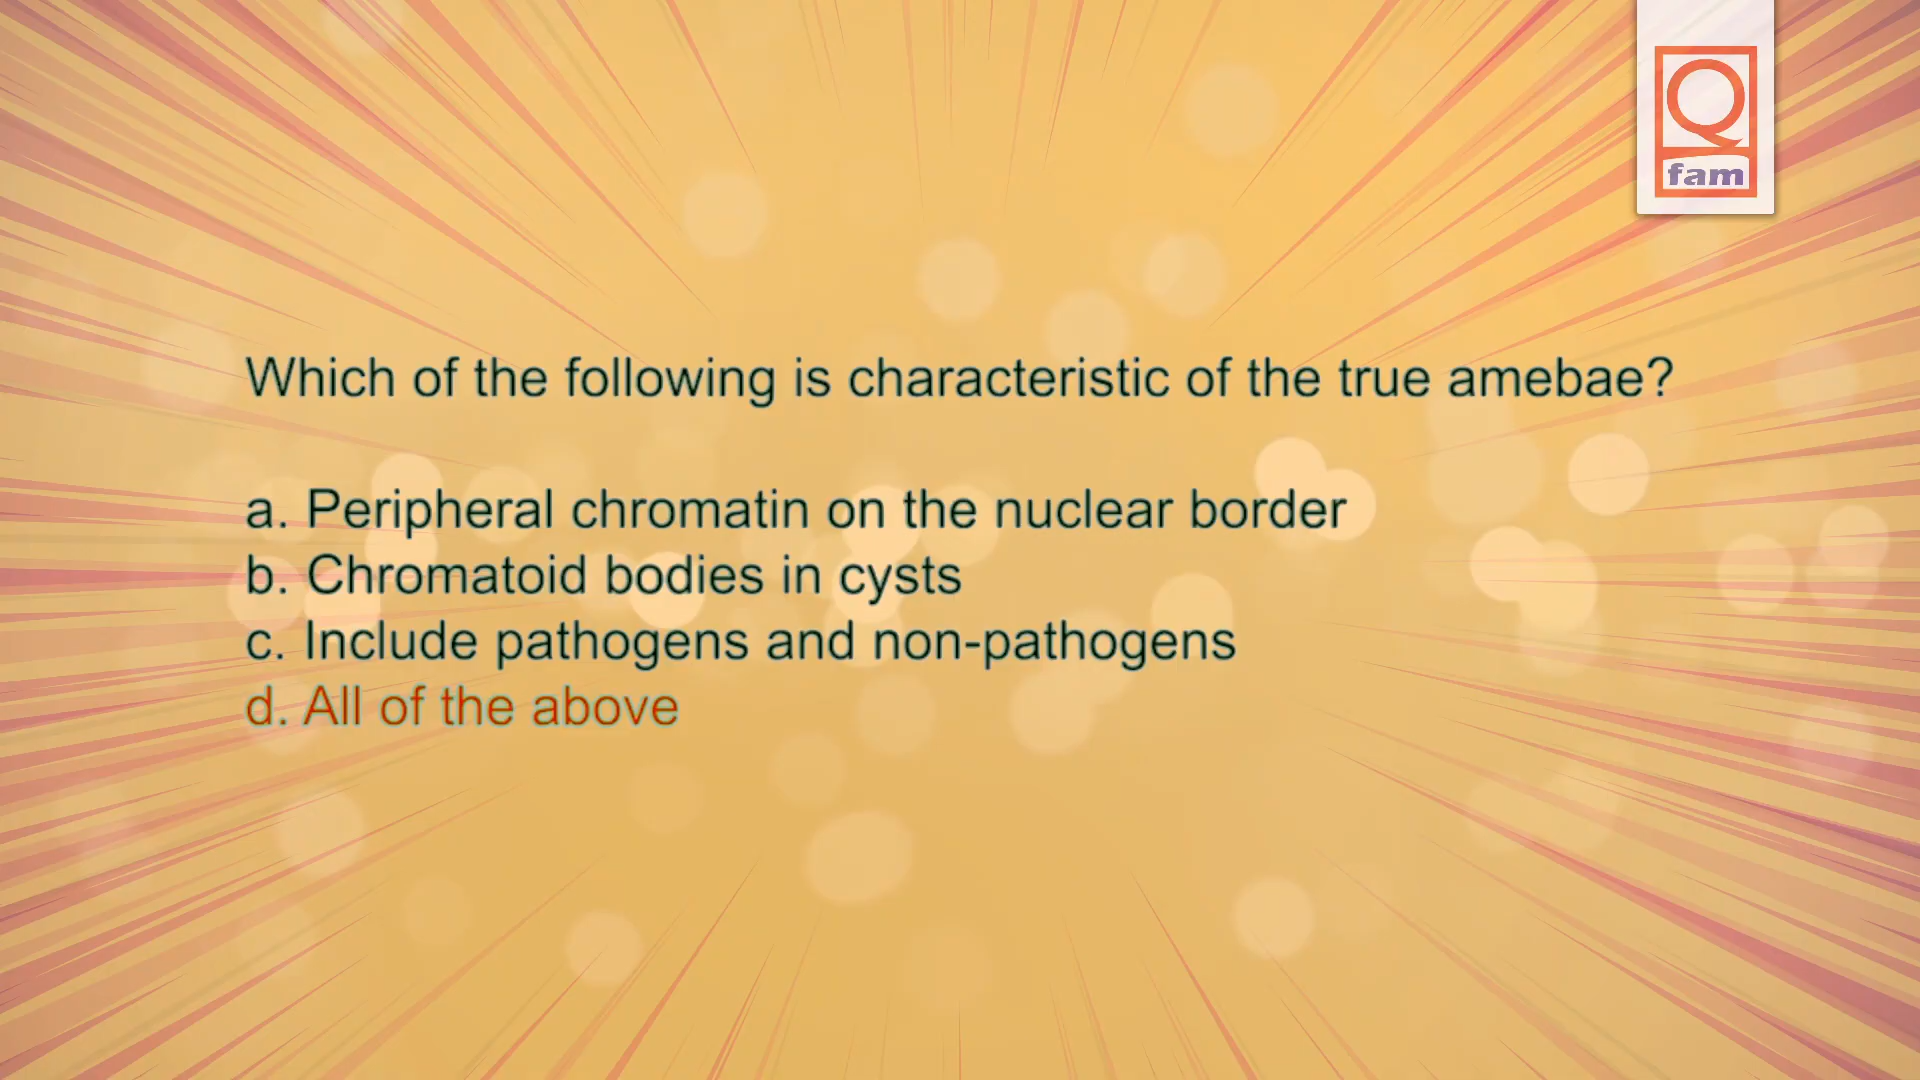 Q
fam
Which of the following is characteristic of the true amebae?
a. Peripheral chromatin on the nuclear border
b. Chromatoid bodies in cysts
c. Include pathogens and non-pathogens
d. All of the above